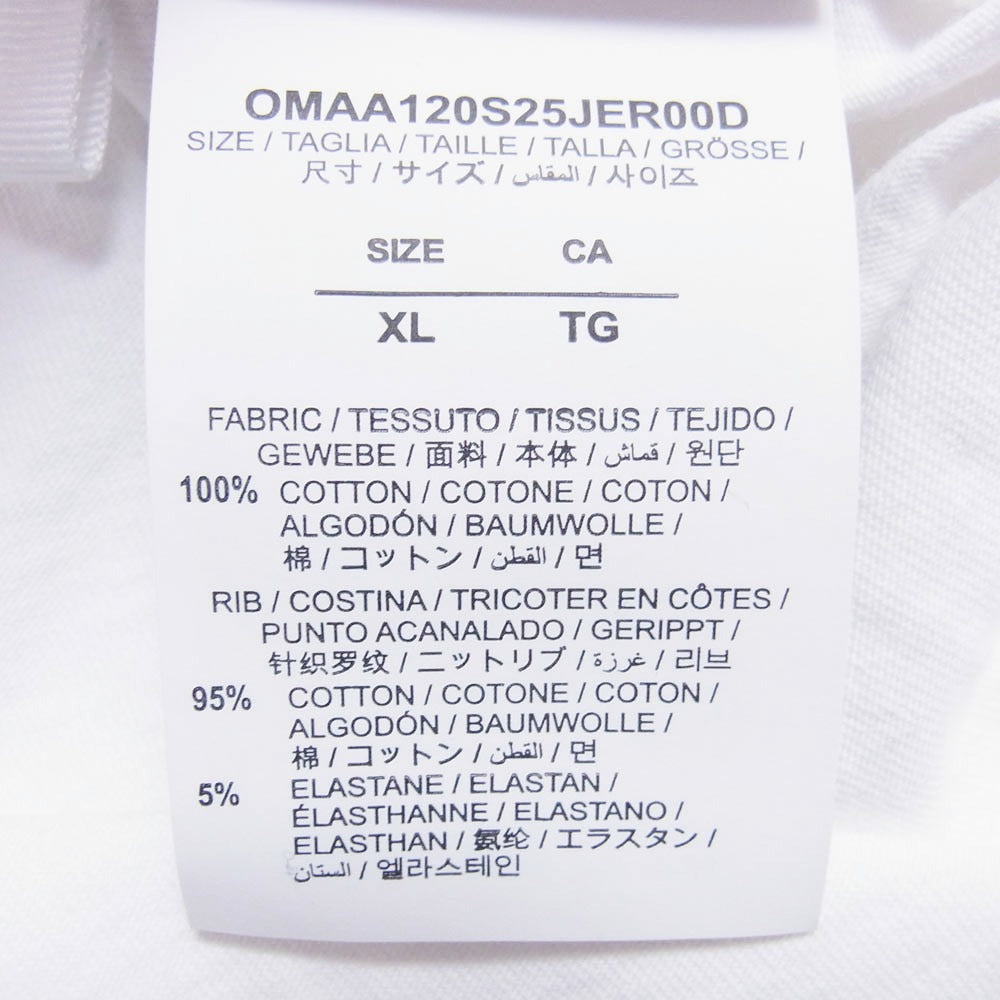 OMAA120S25JER00D
SIZE / TAGLIA / TAILLE / TALLA / GRÖSSE /
尺寸 / サイズ / المقاس / 사이즈
SIZE CA
XL TG
FABRIC / TESSUTO / TISSUS / TEJIDO /
GEWEBE / 面料 / 本体 / قماش / 원단
100% COTTON / COTONE / COTON /
ALGODÓN / BAUMWOLLE /
棉 / コットン / القطن / 면
RIB / COSTINA / TRICOTER EN CÔTES /
PUNTO ACANALADO / GERIPPT /
针织罗纹 / ニットリブ / غرزة / 리브
95% COTTON / COTONE / COTON /
ALGODÓN / BAUMWOLLE /
棉 / コットン / القطن / 면
5% ELASTANE / ELASTAN /
ÉLASTHANNE / ELASTANO /
ELASTHAN / 氨纶 / エラスタン /
الستان / 엘라스테인